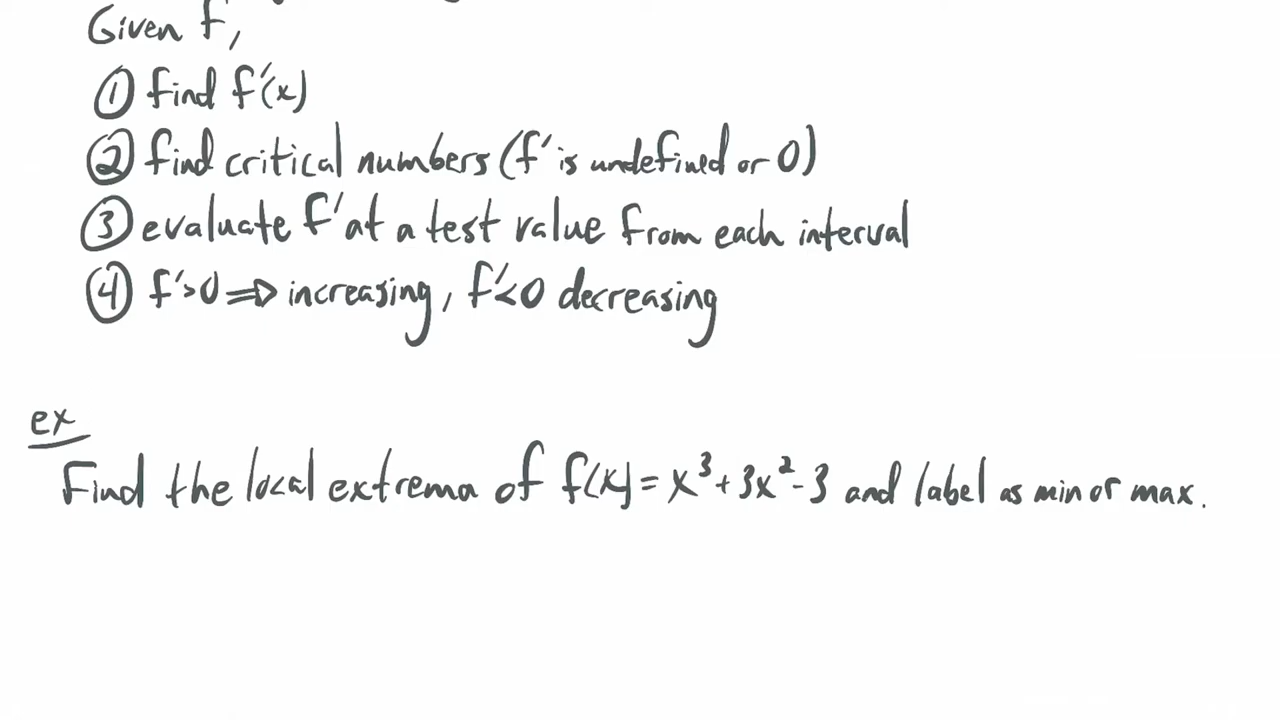 Given f,
① find f'(x)
② find critical numbers (f' is undefined or 0)
③ evaluate f' at a test value from each interval
④ f'>0 ⇒ increasing, f'<0 decreasing
ex
Find the local extrema of f(x) = x³ + 3x² - 3 and label as min or max.